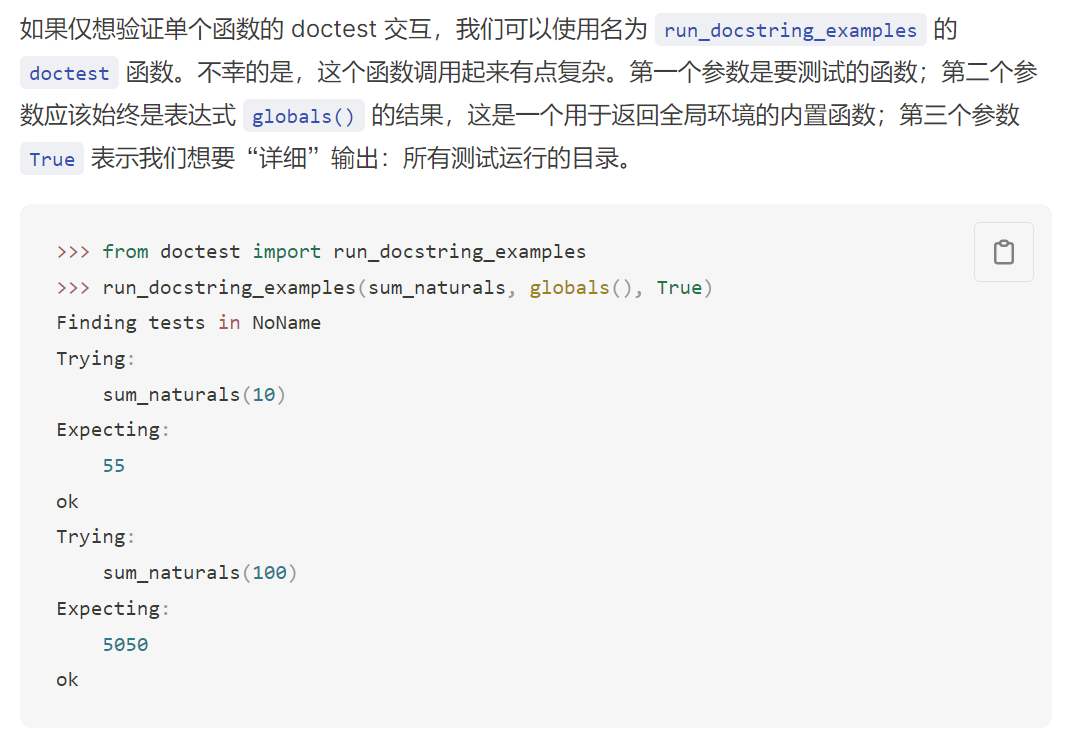 如果仅想验证单个函数的 doctest 交互，我们可以使用名为 run_docstring_examples 的
doctest 函数。不幸的是，这个函数调用起来有点复杂。第一个参数是要测试的函数；第二个参
数应该始终是表达式 globals() 的结果，这是一个用于返回全局环境的内置函数；第三个参数
True 表示我们想要“详细”输出：所有测试运行的目录。
>>> from doctest import run_docstring_examples
>>> run_docstring_examples(sum_naturals, globals(), True)
Finding tests in NoName
Trying:
    sum_naturals(10)
Expecting:
    55
ok
Trying:
    sum_naturals(100)
Expecting:
    5050
ok